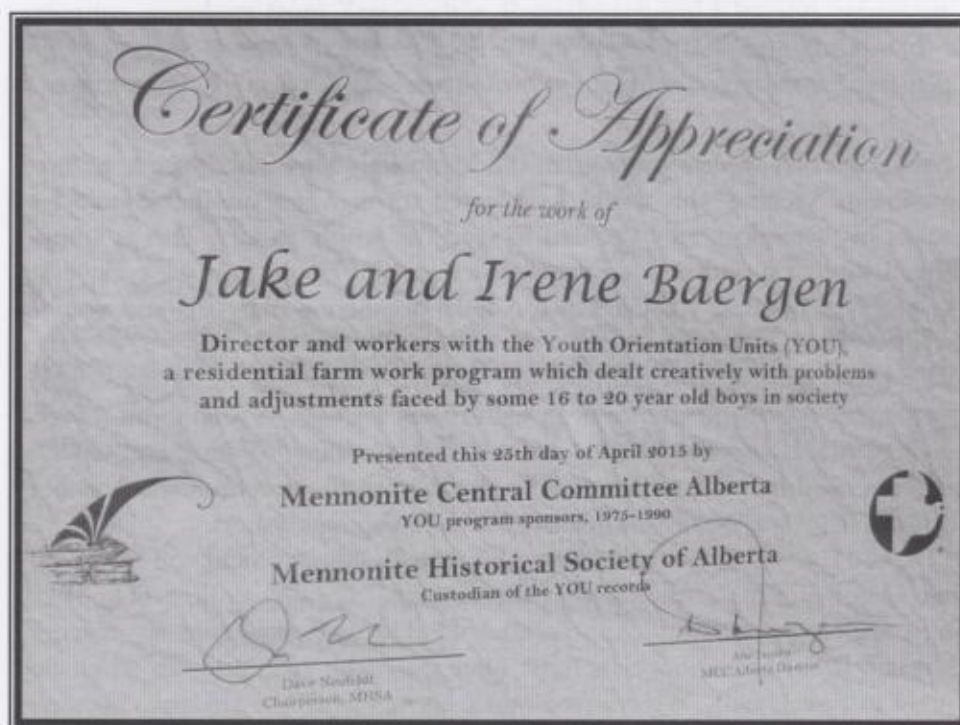 Certificate of Appreciation
for the work of
Jake and Irene Baergen
Director and workers with the Youth Orientation Units (YOU),
a residential farm work program which dealt creatively with problems
and adjustments faced by some 16 to 20 year old boys in society
Presented this 25th day of April 2015 by
Mennonite Central Committee Alberta
YOU program sponsors, 1975-1990
Mennonite Historical Society of Alberta
Custodian of the YOU records
Dave Neufeldt
Chairperson, MHSA
MCC Alberta Director